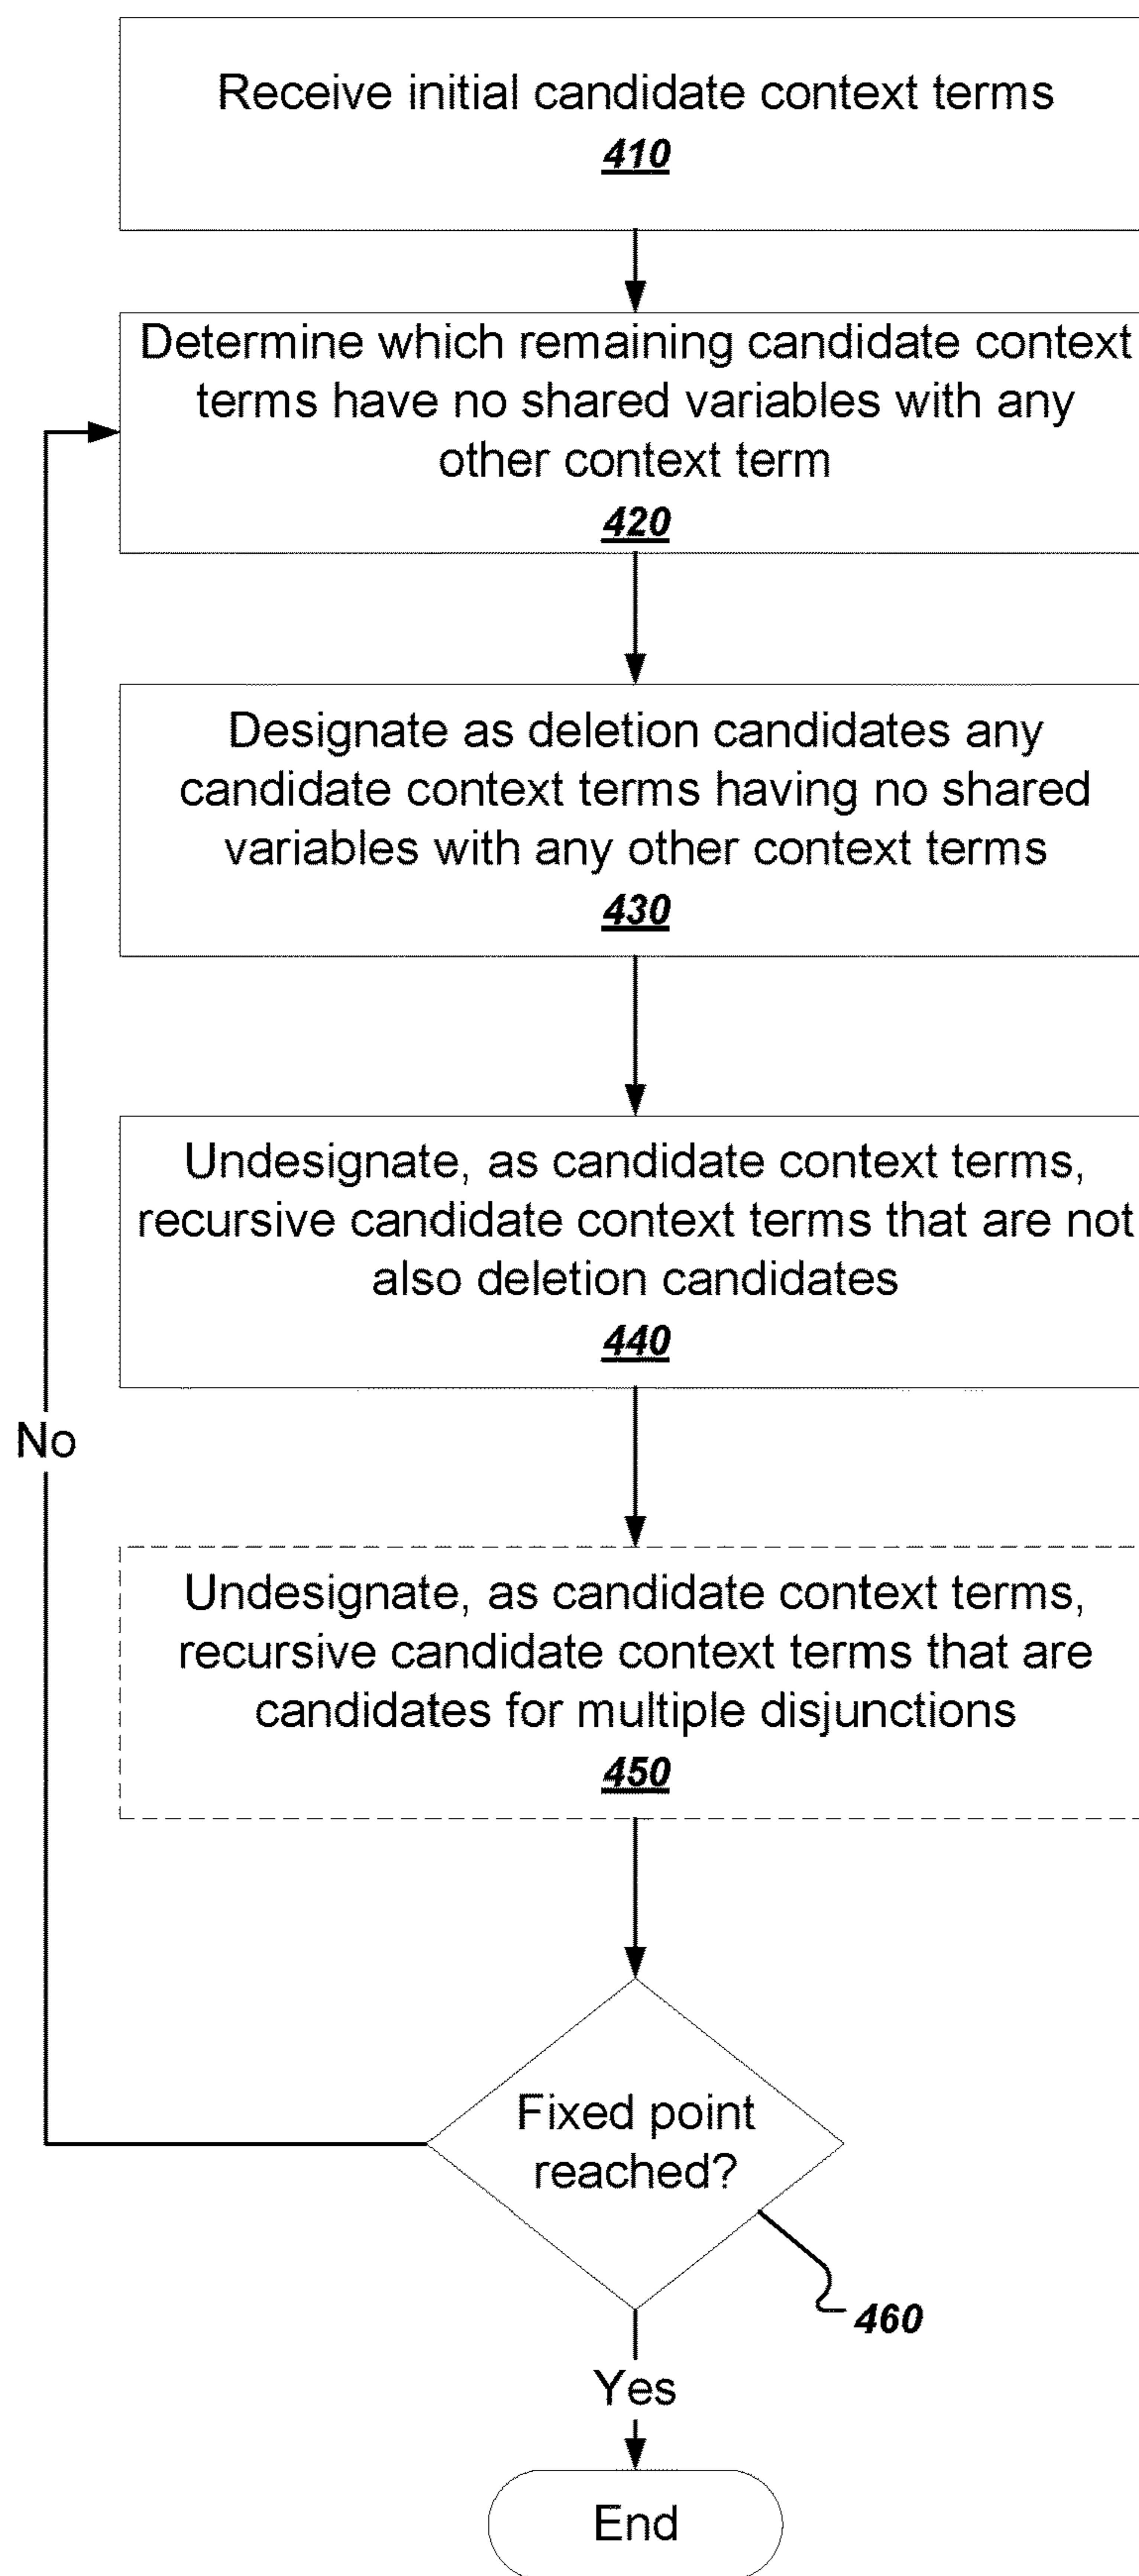 Receive initial candidate context terms
410
Determine which remaining candidate context
terms have no shared variables with any
other context term
420
Designate as deletion candidates any
candidate context terms having no shared
variables with any other context terms
430
Undesignate, as candidate context terms,
recursive candidate context terms that are not
also deletion candidates
440
No
Undesignate, as candidate context terms,
recursive candidate context terms that are
candidates for multiple disjunctions
450
Fixed point
reached?
460
Yes
End